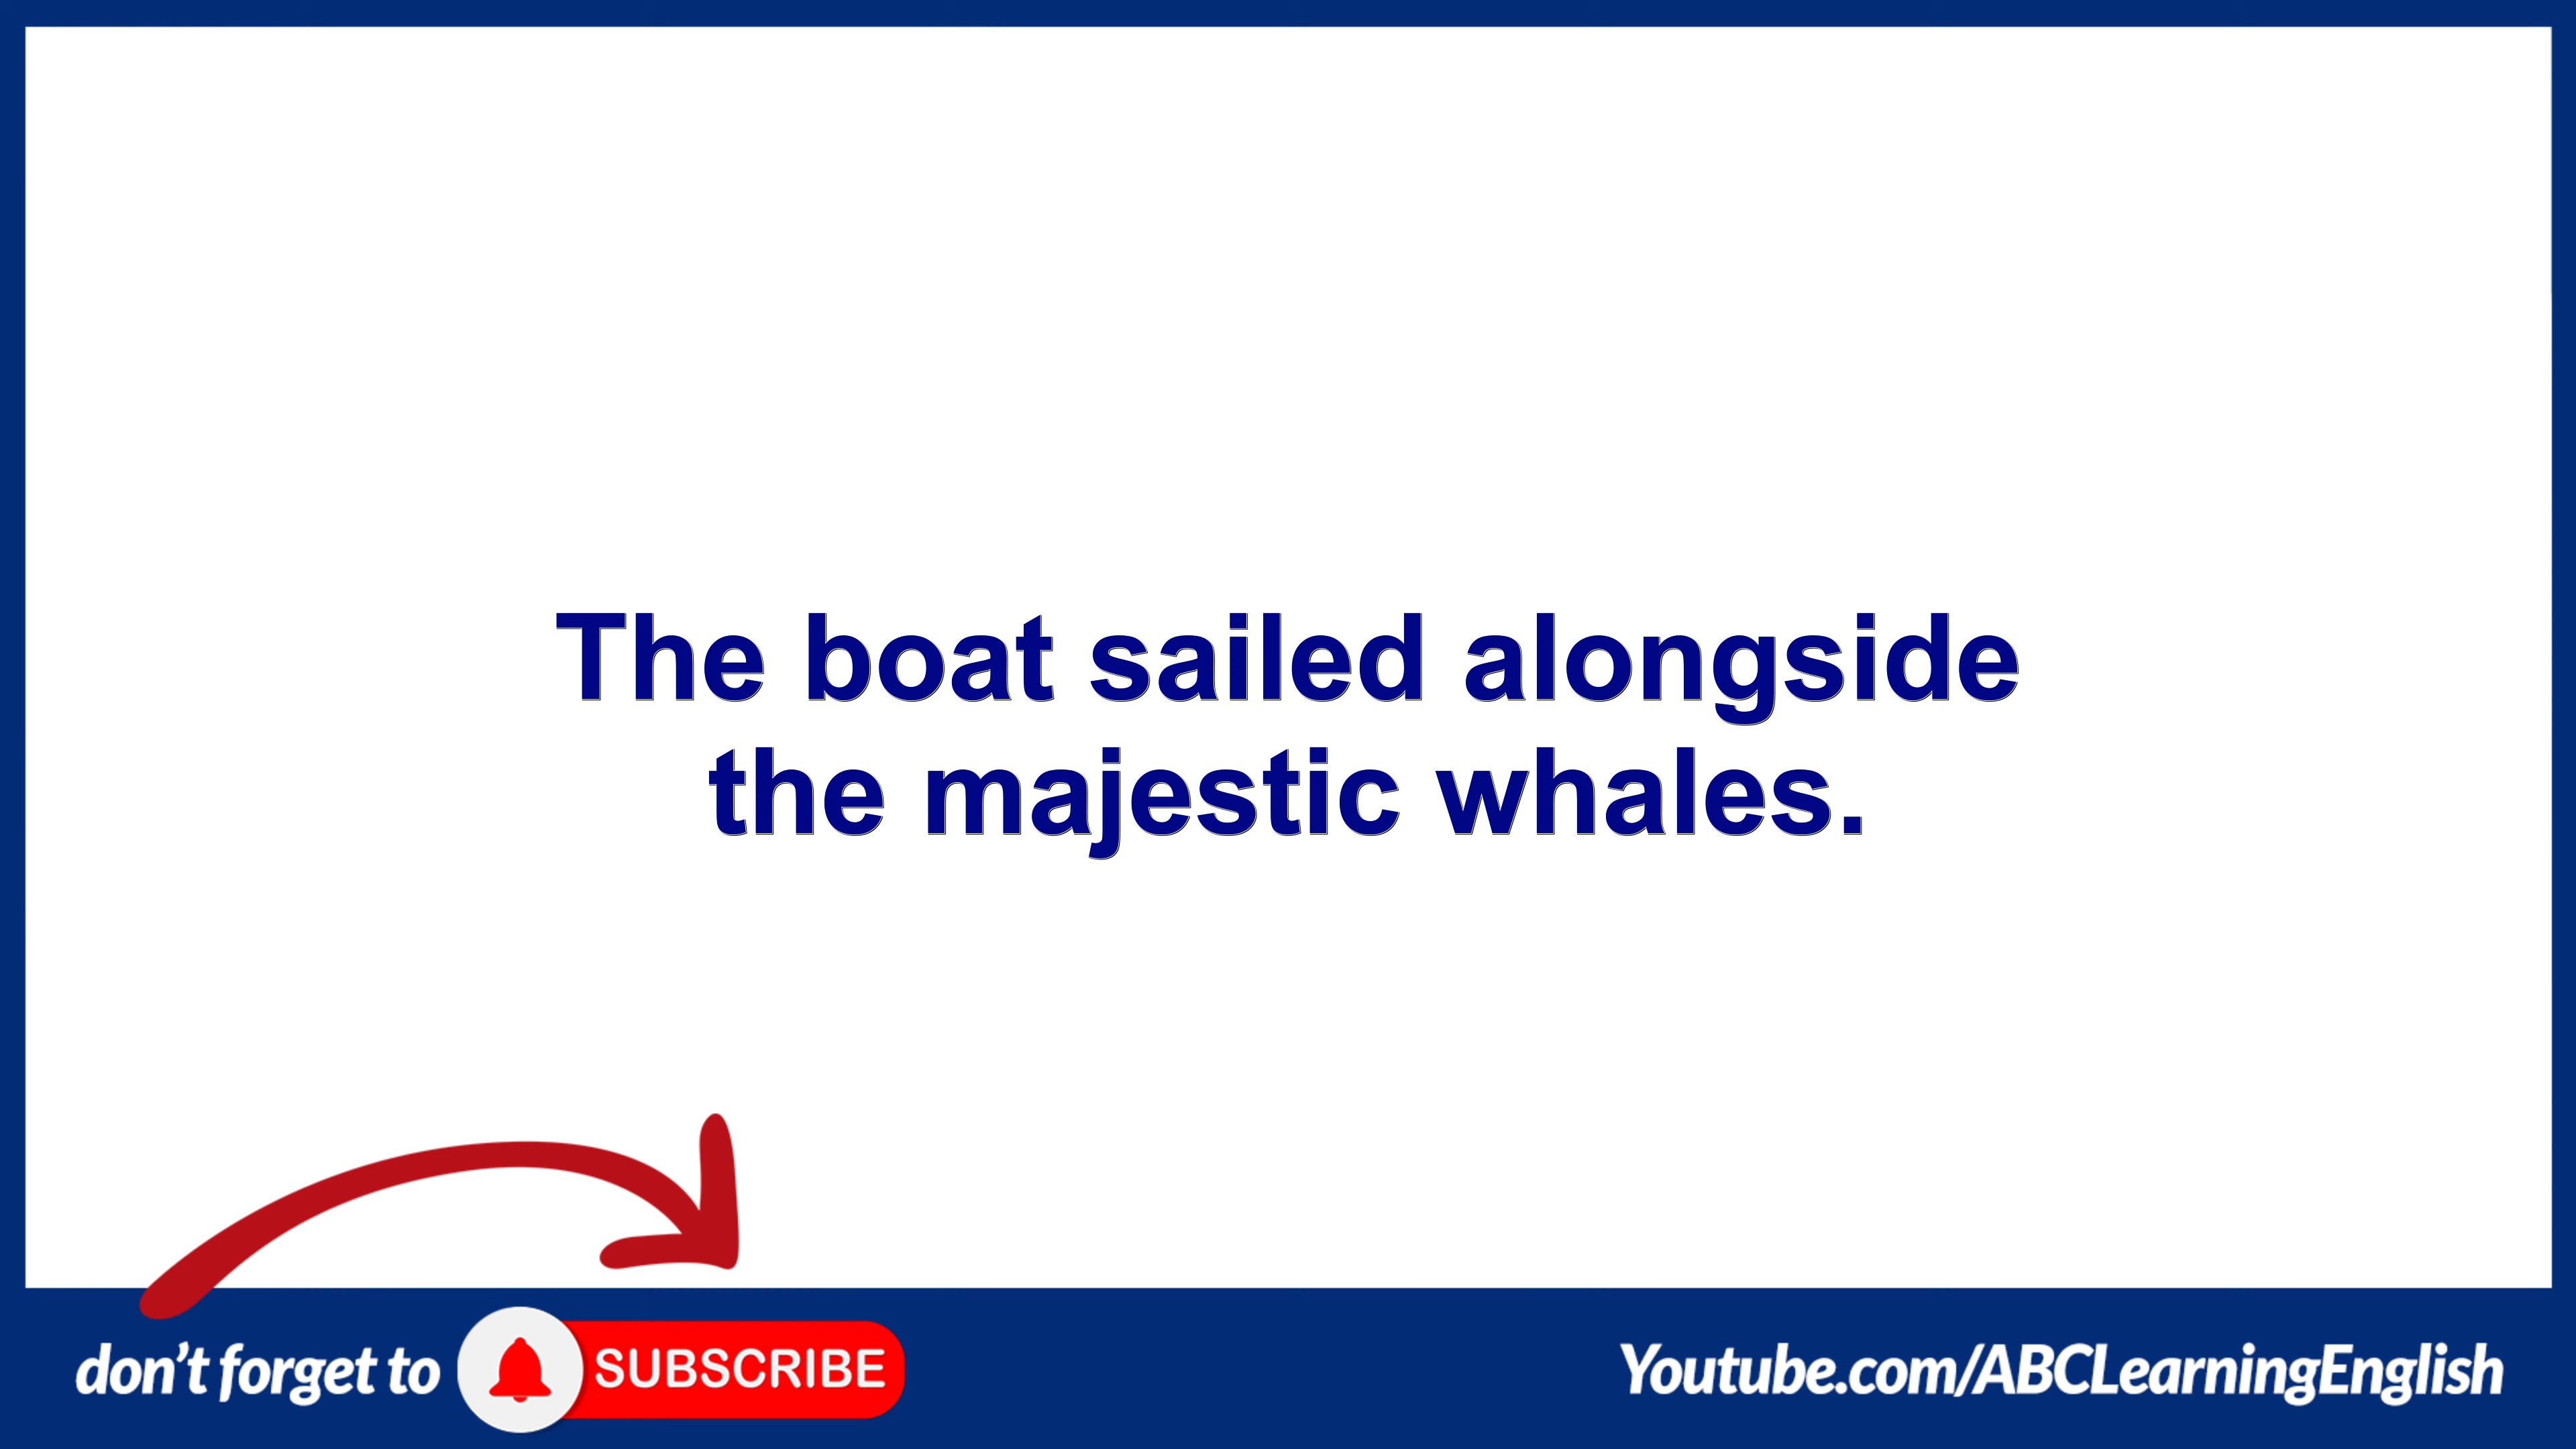 The boat sailed alongside
the majestic whales.
don't forget to SUBSCRIBE
Youtube.com/ABCLearningEnglish